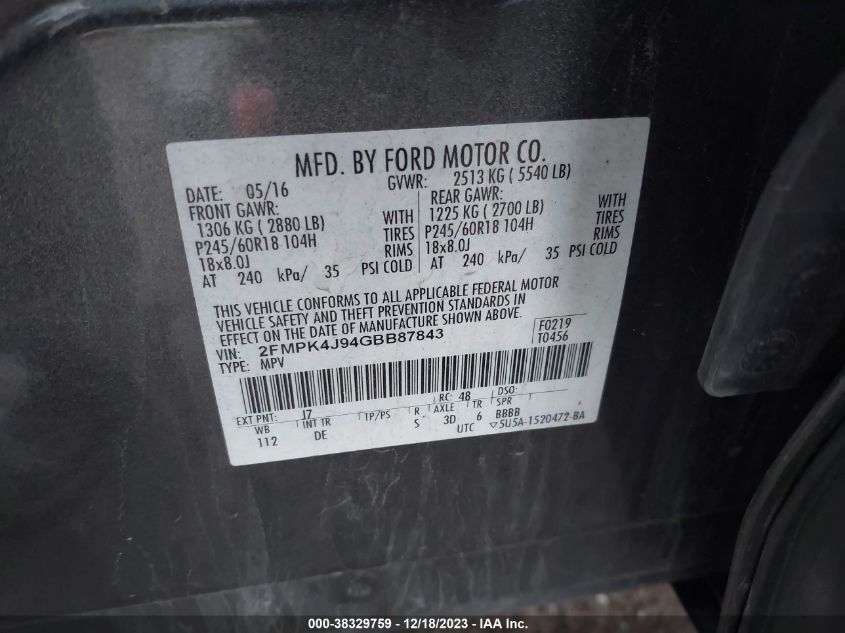 MFD. BY FORD MOTOR CO.
DATE: 05/16 GVWR: 2513 KG ( 5540 LB)
FRONT GAWR: REAR GAWR:
1306 KG ( 2880 LB) WITH 1225 KG ( 2700 LB) WITH
P245/60R18 104H TIRES P245/60R18 104H TIRES
18x8.0J RIMS 18x8.0J RIMS
AT 240 kPa/ 35 PSI COLD AT 240 kPa/ 35 PSI COLD
THIS VEHICLE CONFORMS TO ALL APPLICABLE FEDERAL MOTOR
VEHICLE SAFETY AND THEFT PREVENTION STANDARDS IN
EFFECT ON THE DATE OF MANUFACTURE SHOWN ABOVE.
VIN: 2FMPK4J94GBB87843 F0219
TYPE: MPV T0456
EXT PNT: J7 RC: 48 DSO:
WB INT TR TP/PS R AXLE TR SPR
112 DE S 3D 6 BBBB
UTC ▽5U5A-1520472-BA
000-38329759 - 12/18/2023 - IAA Inc.